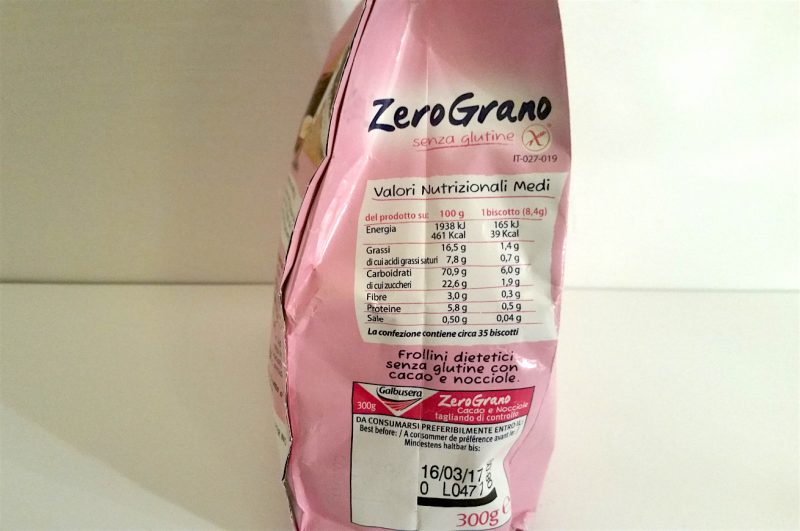 ZeroGrano
senza glutine
IT-027-019
Valori Nutrizionali Medi
del prodotto su: 100 g 1 biscotto (8,4g)
Energia 1938 kJ 165 kJ
461 Kcal 39 Kcal
Grassi 16,5 g 1,4 g
di cui acidi grassi saturi 7,8 g 0,7 g
Carboidrati 70,9 g 6,0 g
di cui zuccheri 22,6 g 1,9 g
Fibre 3,0 g 0,3 g
Proteine 5,8 g 0,5 g
Sale 0,50 g 0,04 g
La confezione contiene circa 35 biscotti
Frollini dietetici
senza glutine con
cacao e nocciole.
Galbusera
300g
ZeroGrano
Cacao e Nocciole
tagliando di controllo
DA CONSUMARSI PREFERIBILMENTE ENTRO
Best before: / A consommer de préférence avant le:
Mindestens haltbar bis:
16/03/17
0 L047
300g e